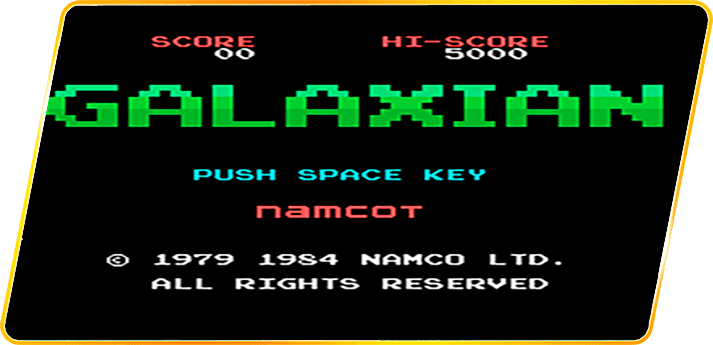 SCORE HI-SCORE
00 5000
GALAXIAN
PUSH SPACE KEY
namcot
© 1979 1984 NAMCO LTD.
ALL RIGHTS RESERVED